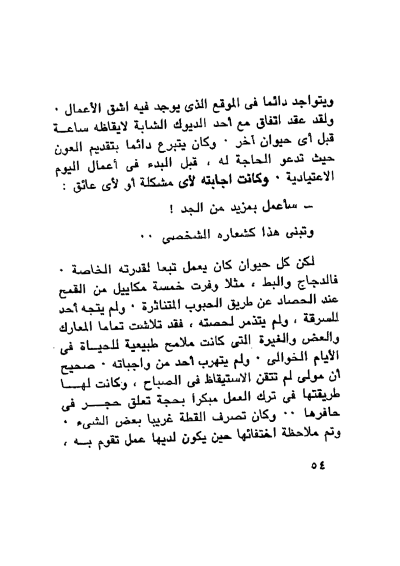 ويتواجد دائما فى الموقع الذى يوجد فيه اشق الأعمال ٠
ولقد عقد اتفاق مع أحد الديوك الشابة لايقاظه ساعـة
قبل أى حيوان آخر ٠ وكان يتبرع دائما بتقديم العون
حيث تدعو الحاجة له ، قبل البدء فى أعمال اليوم
الاعتيادية ٠ وكانت اجابته لأى مشكلة أو لأى عائق :
ـ سأعمل بمزيد من الجد !
وتبنى هذا كشعاره الشخصى ٠٠
لكن كل حيوان كان يعمل تبعا لقدرته الخاصة ٠
فالدجاج والبط ، مثلا وفرت خمسة مكاييل من القمح
عند الحصاد عن طريق الحبوب المتناثرة ٠ ولم يتجه أحد
للسرقة ، ولم يتذمر لحصته ، فقد تلاشت تماما المعارك
والعض والغيرة التى كانت ملامح طبيعية للحياة فى
الأيام الخوالى ٠ ولم يتهرب أحد من واجباته ٠ صحيح
أن مولى لم تتقن الاستيقاظ فى الصباح ، وكانت لهـا
طريقتها فى ترك العمل مبكرا بحجة تعلق حجـر فى
حافرها ٠٠ وكان تصرف القطة غريبا بعض الشىء ٠
وتم ملاحظة اختفائها حين يكون لديها عمل تقوم بـه ،
٥٤